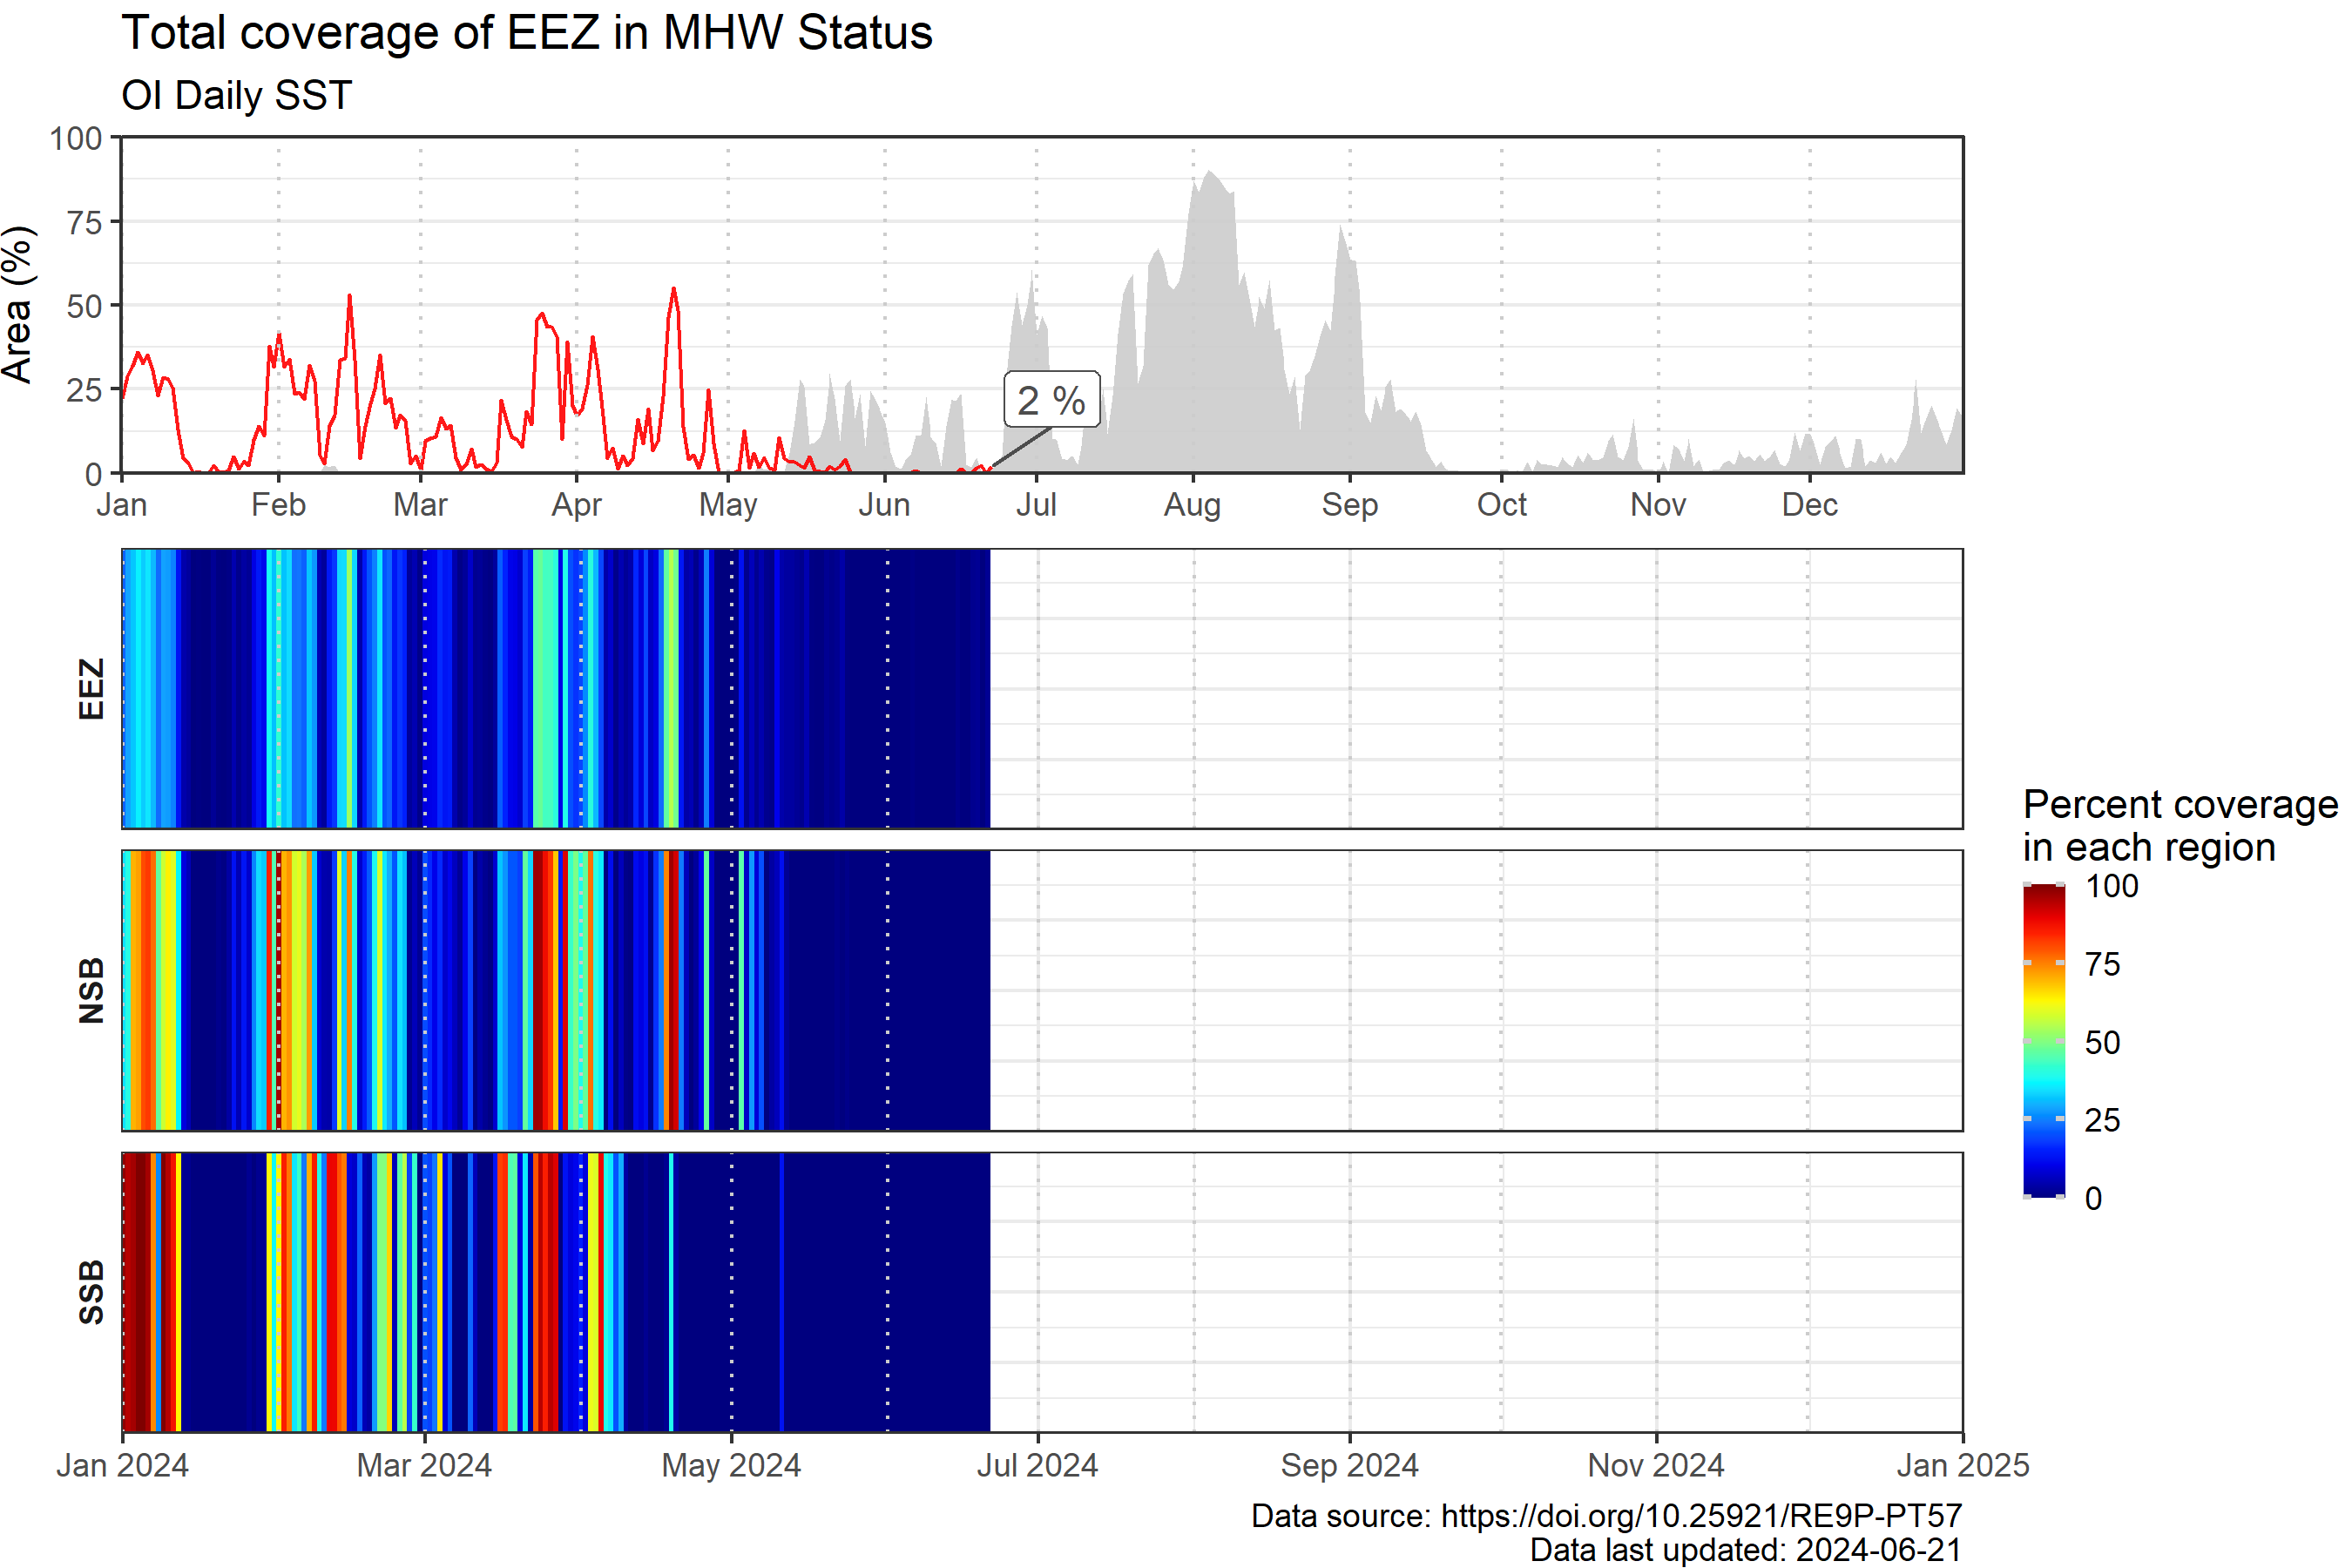 Total coverage of EEZ in MHW Status
OI Daily SST
Area (%)
100
75
50
25
0
2 %
Jan Feb Mar Apr May Jun Jul Aug Sep Oct Nov Dec
EEZ
NSB
SSB
Percent coverage
in each region
100
75
50
25
0
Jan 2024 Mar 2024 May 2024 Jul 2024 Sep 2024 Nov 2024 Jan 2025
Data source: https://doi.org/10.25921/RE9P-PT57
Data last updated: 2024-06-21